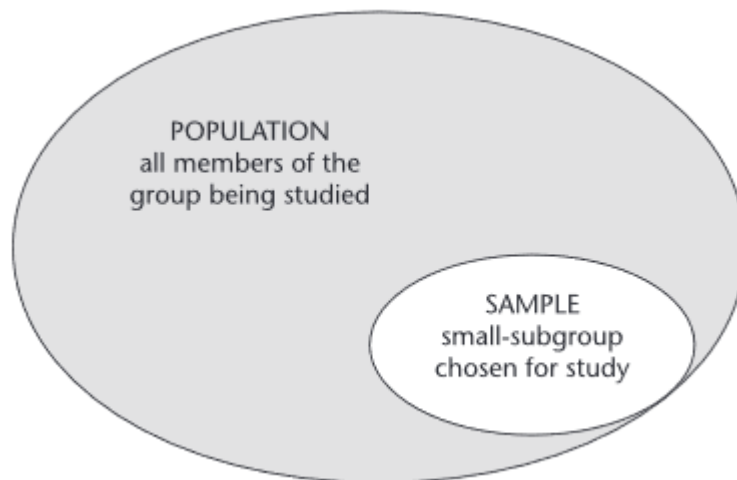 POPULATION
all members of the
group being studied
SAMPLE
small-subgroup
chosen for study